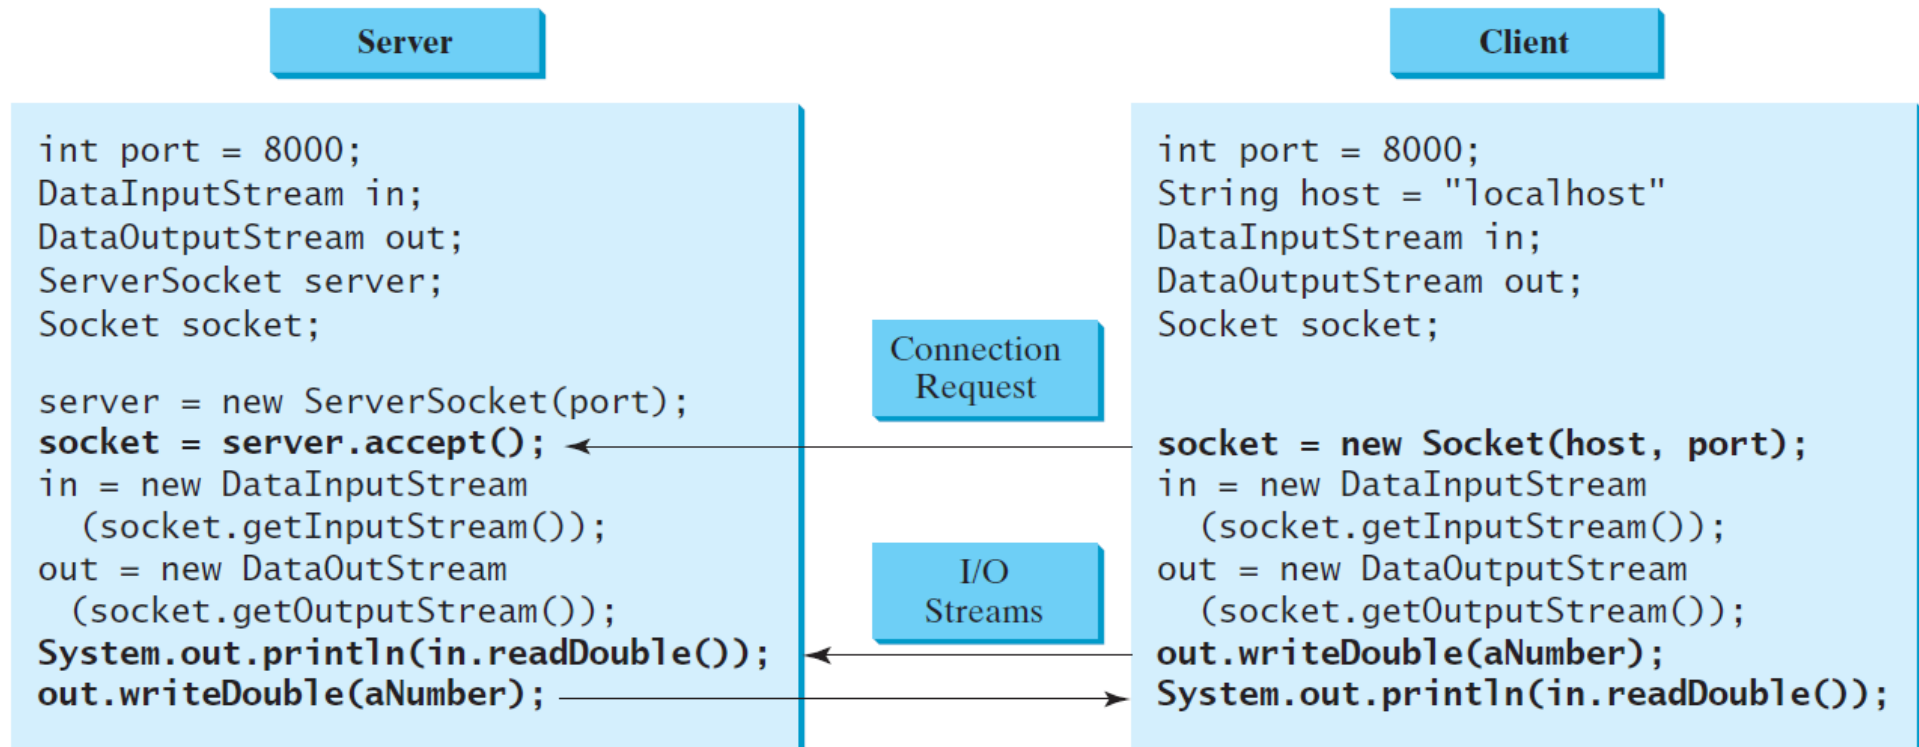 Server
int port = 8000;
DataInputStream in;
DataOutputStream out;
ServerSocket server;
Socket socket;
server = new ServerSocket(port);
socket = server.accept();
in = new DataInputStream
(socket.getInputStream());
out = new DataOutStream
(socket.getOutputStream());
System.out.println(in.readDouble());
out.writeDouble(aNumber);
Connection
Request
I/O
Streams
Client
int port = 8000;
String host = "localhost"
DataInputStream in;
DataOutputStream out;
Socket socket;
socket = new Socket(host, port);
in = new DataInputStream
(socket.getInputStream());
out = new DataOutputStream
(socket.getOutputStream());
out.writeDouble(aNumber);
System.out.println(in.readDouble());